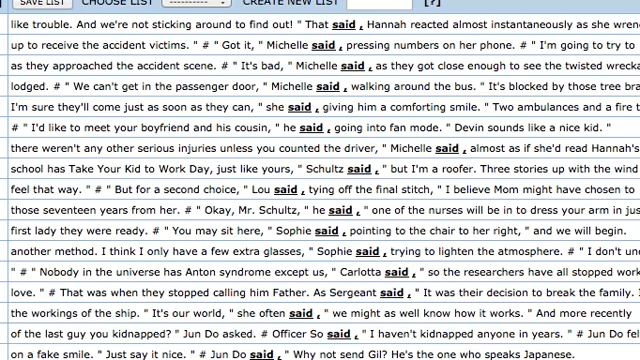 SAVE LIST CHOOSE LIST ---------- CREATE NEW LIST [?]
like trouble. And we're not sticking around to find out! " That said , Hannah reacted almost instantaneously as she
up to receive the accident victims. " # " Got it, " Michelle said , pressing numbers on her phone. # " I'm going to try to
as they approached the accident scene. # " It's bad, " Michelle said , as they got close enough to see the twisted
lodged. # " We can't get in the passenger door, " Michelle said , walking around the bus. " It's blocked by those tree
I'm sure they'll come just as soon as they can, " she said , giving him a comforting smile. " Two ambulances and a fire
# " I'd like to meet your boyfriend and his cousin, " he said , going into fan mode. " Devin sounds like a nice kid. "
there weren't any other serious injuries unless you counted the driver, " Michelle said , almost as if she'd read Hannah's
school has Take Your Kid to Work Day, just like yours, " Schultz said , " but I'm a roofer. Three stories up with the wind
feel that way. " # " But for a second choice, " Lou said , tying off the final stitch, " I believe Mom might have chosen to
those seventeen years from her. # " Okay, Mr. Schultz, " he said , " one of the nurses will be in to dress your arm in
first lady they were ready. # " You may sit here, " Sophie said , pointing to the chair to her right, " and we will begin.
another method. I think I only have a few extra glasses, " Sophie said , trying to lighten the atmosphere. # " I don't
" # " Nobody in the universe has Anton syndrome except us, " Carlotta said , " so the researchers have all stopped
love. " # That was when they stopped calling him Father. As Sergeant said , " It was their decision to break the family. I
the workings of the ship. " It's our world, " she often said , " we might as well know how it works. " And more recently
of the last guy you kidnapped? " Jun Do asked. # Officer So said , " I haven't kidnapped anyone in years. " # Jun Do
on a fake smile. " Just say it nice. " # Jun Do said , " Why not send Gil? He's the one who speaks Japanese.